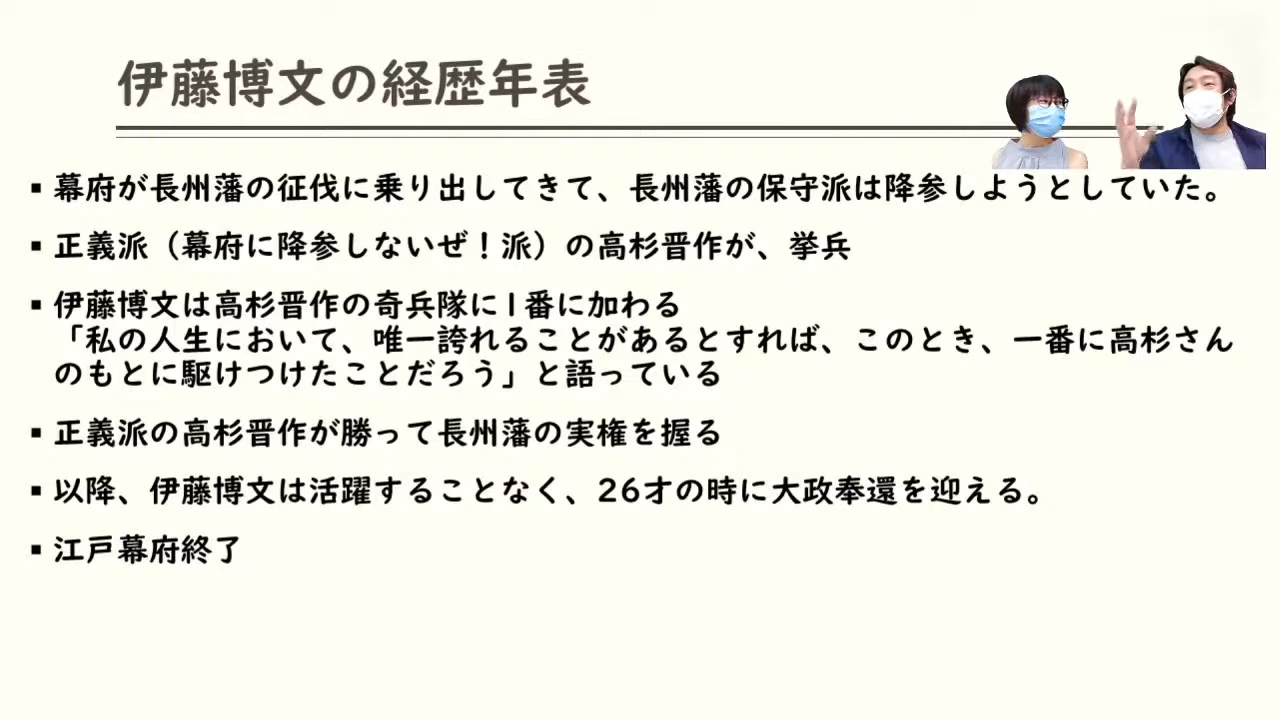 伊藤博文の経歴年表
▪ 幕府が長州藩の征伐に乗り出してきて、長州藩の保守派は降参しようとしていた。
▪ 正義派（幕府に降参しないぜ！派）の高杉晋作が、挙兵
▪ 伊藤博文は高杉晋作の奇兵隊に1番に加わる
「私の人生において、唯一誇れることがあるとすれば、このとき、一番に高杉さん
のもとに駆けつけたことだろう」と語っている
▪ 正義派の高杉晋作が勝って長州藩の実権を握る
▪ 以降、伊藤博文は活躍することなく、26才の時に大政奉還を迎える。
▪ 江戸幕府終了